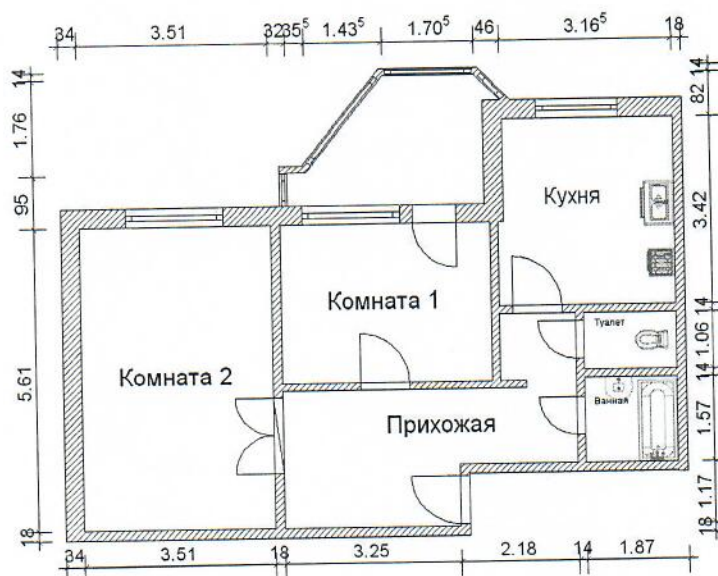 34 3.51 32 35⁵ 1.43⁵ 1.70⁵ 46 3.16⁵ 18
14 1.76 95 5.61 18
14 82 3.42 14 1.06 14 1.57 1.17 18
Кухня
Комната 1
Туалет
Комната 2
Ванная
Прихожая
34 3.51 18 3.25 2.18 14 1.87